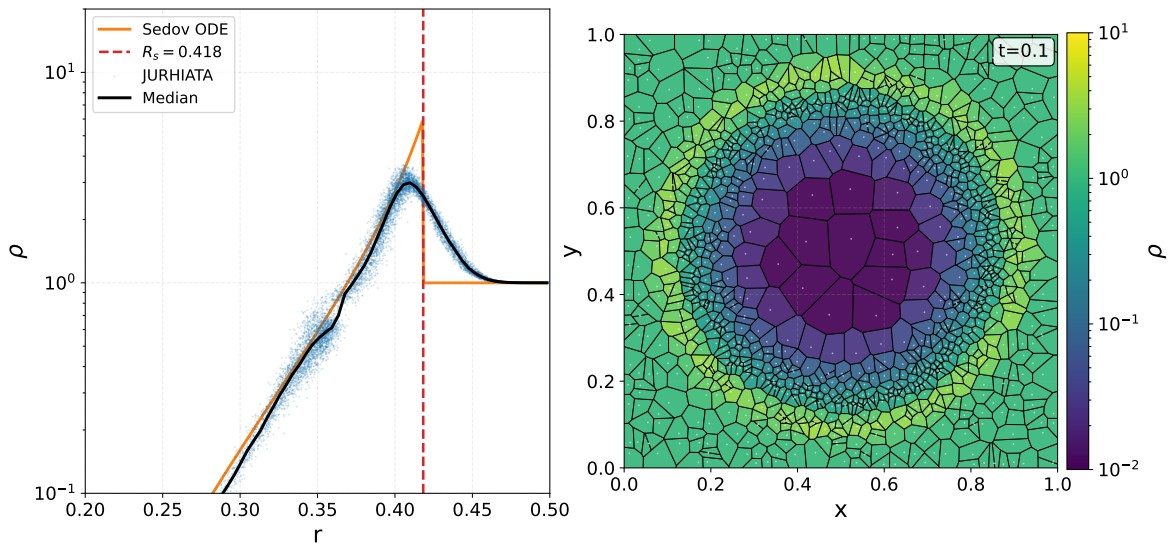 Sedov ODE
R_s = 0.418
JURHIATA
Median
10^1
10^0
10^{-1}
ρ
0.20 0.25 0.30 0.35 0.40 0.45 0.50
r
t=0.1
1.0
0.8
0.6
0.4
0.2
0.0
y
0.0 0.2 0.4 0.6 0.8 1.0
x
10^1
10^0
10^{-1}
10^{-2}
ρ